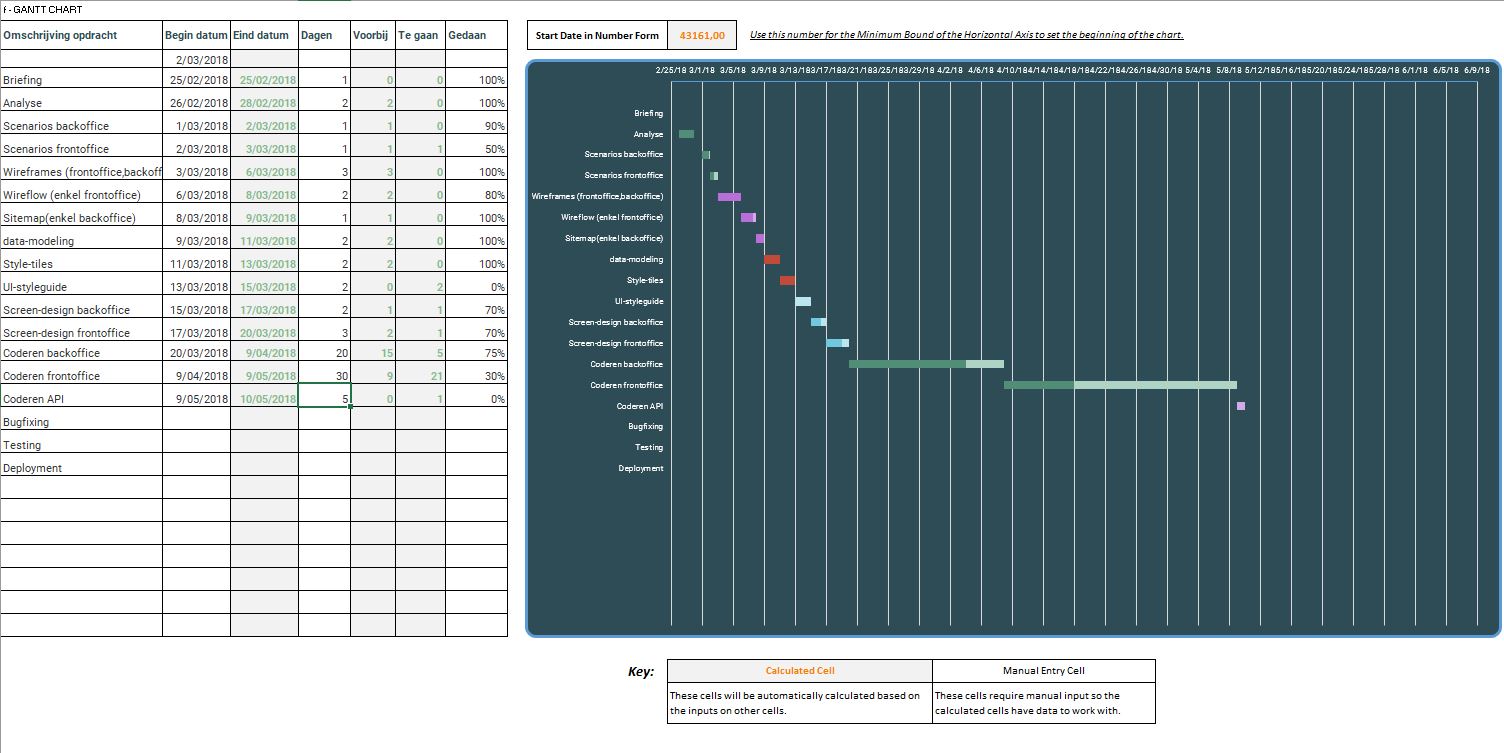 - GANTT CHART
Omschrijving opdracht Begin datum Eind datum Dagen Voorbij Te gaan Gedaan
2/03/2018
Briefing 25/02/2018 25/02/2018 1 0 0 100%
Analyse 26/02/2018 28/02/2018 2 2 0 100%
Scenarios backoffice 1/03/2018 2/03/2018 1 1 0 90%
Scenarios frontoffice 2/03/2018 3/03/2018 1 1 1 50%
Wireframes (frontoffice,backoff 3/03/2018 6/03/2018 3 3 0 100%
Wireflow (enkel frontoffice) 6/03/2018 8/03/2018 2 2 0 80%
Sitemap(enkel backoffice) 8/03/2018 9/03/2018 1 1 0 100%
data-modeling 9/03/2018 11/03/2018 2 2 0 100%
Style-tiles 11/03/2018 13/03/2018 2 2 0 100%
UI-styleguide 13/03/2018 15/03/2018 2 0 2 0%
Screen-design backoffice 15/03/2018 17/03/2018 2 1 1 70%
Screen-design frontoffice 17/03/2018 20/03/2018 3 2 1 70%
Coderen backoffice 20/03/2018 9/04/2018 20 15 5 75%
Coderen frontoffice 9/04/2018 9/05/2018 30 9 21 30%
Coderen API 9/05/2018 10/05/2018 5 0 1 0%
Bugfixing
Testing
Deployment
Start Date in Number Form 43161,00 Use this number for the Minimum Bound of the Horizontal Axis to set the beginning of the chart.
2/25/18 3/1/18 3/5/18 3/9/18 3/13/18 3/17/18 3/21/18 3/25/18 3/29/18 4/2/18 4/6/18 4/10/18 4/14/18 4/18/18 4/22/18 4/26/18 4/30/18 5/4/18 5/8/18 5/12/18 5/16/18 5/20/18 5/24/18 5/28/18 6/1/18 6/5/18 6/9/18
Briefing
Analyse
Scenarios backoffice
Scenarios frontoffice
Wireframes (frontoffice,backoffice)
Wireflow (enkel frontoffice)
Sitemap(enkel backoffice)
data-modeling
Style-tiles
UI-styleguide
Screen-design backoffice
Screen-design frontoffice
Coderen backoffice
Coderen frontoffice
Coderen API
Bugfixing
Testing
Deployment
Key: Calculated Cell Manual Entry Cell
These cells will be automatically calculated based on These cells require manual input so the
the inputs on other cells. calculated cells have data to work with.